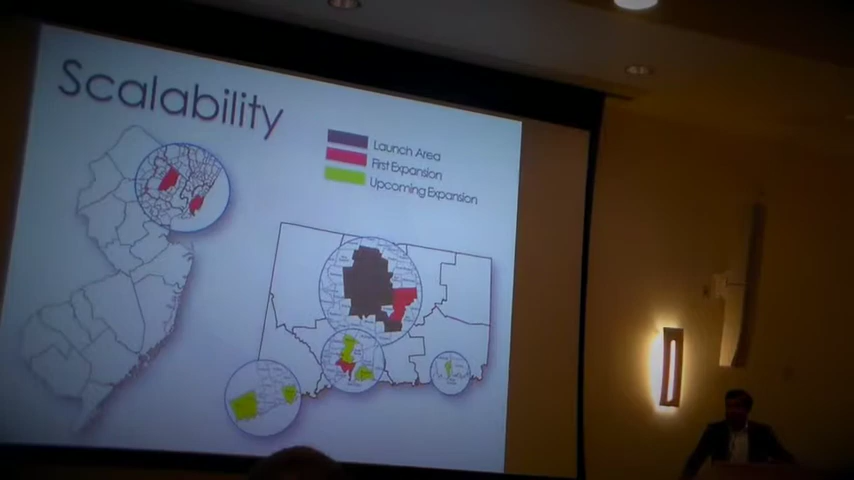 Scalability
Launch Area
First Expansion
Upcoming Expansion